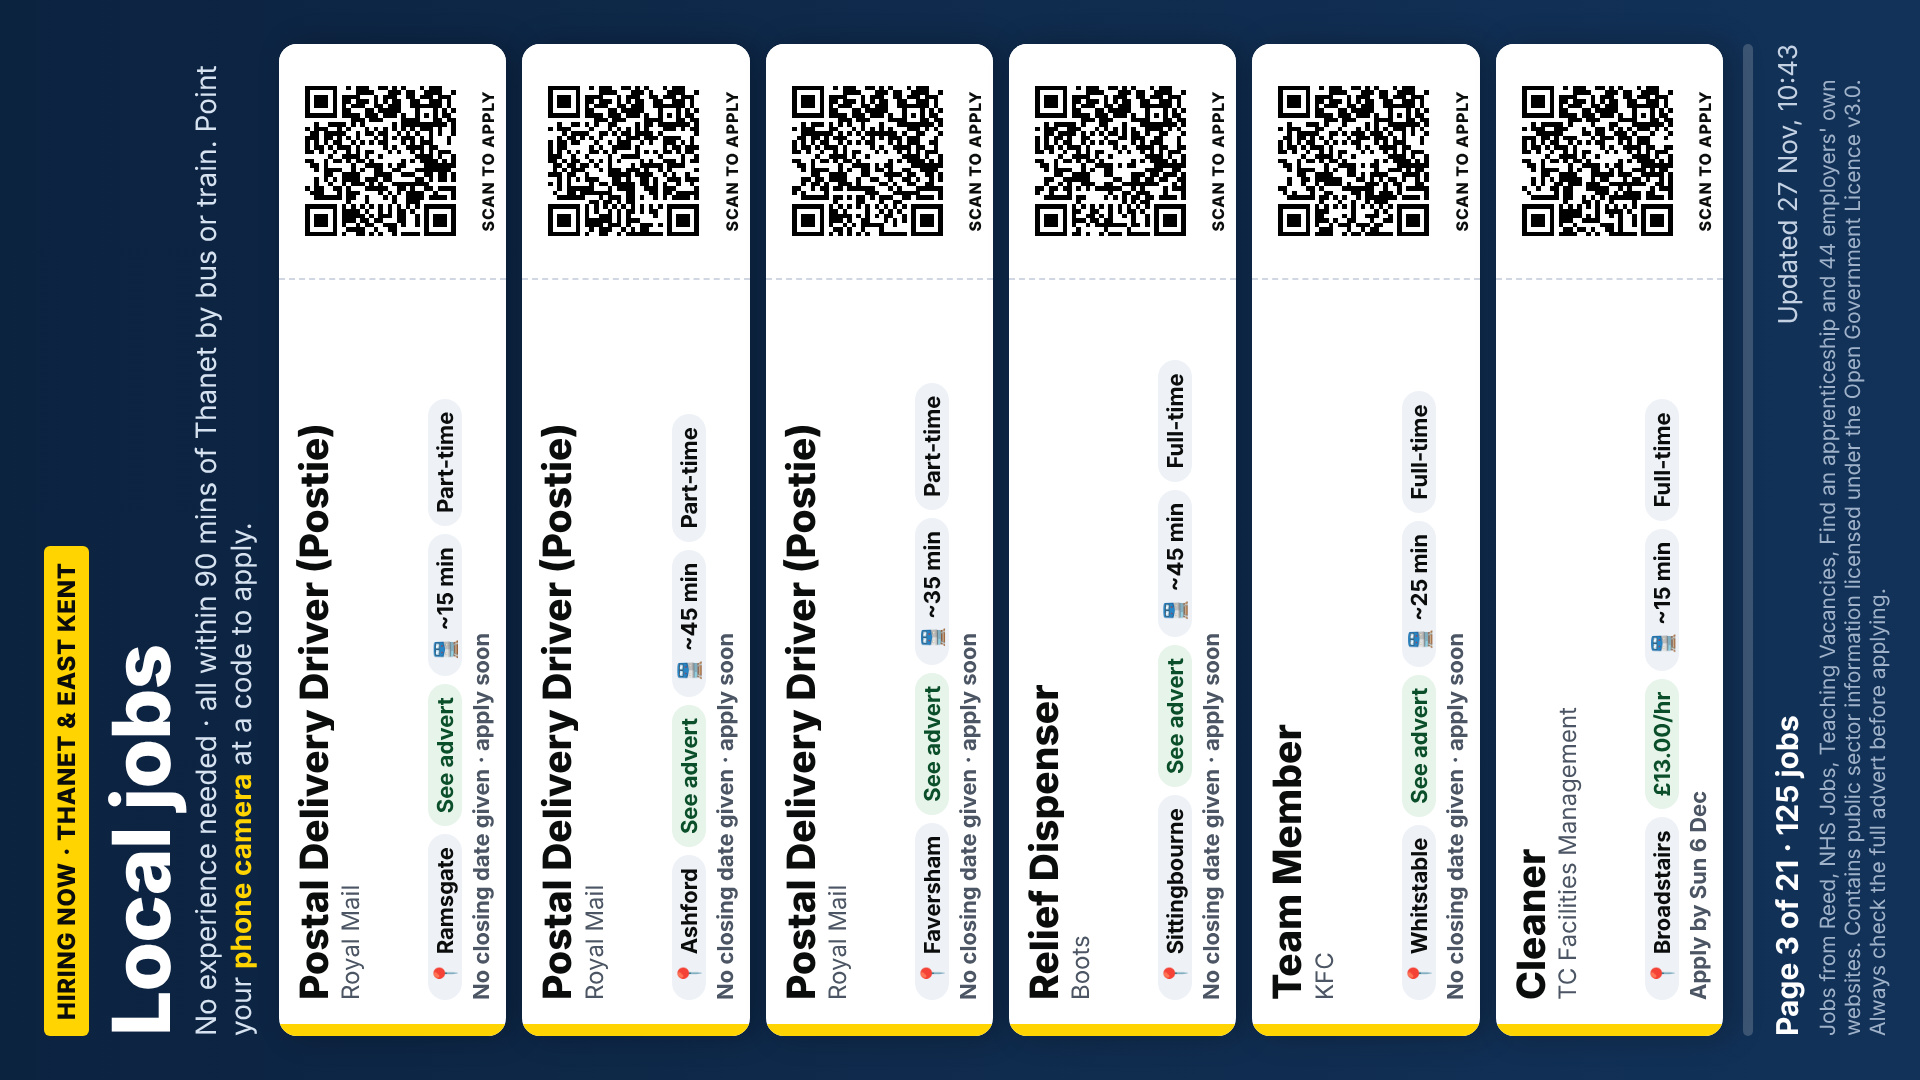 HIRING NOW · THANET & EAST KENT
Local jobs
No experience needed · all within 90 mins of Thanet by bus or train. Point
your phone camera at a code to apply.
Postal Delivery Driver (Postie)
Royal Mail
Ramsgate See advert ~15 min Part-time
No closing date given · apply soon
SCAN TO APPLY
Postal Delivery Driver (Postie)
Royal Mail
Ashford See advert ~45 min Part-time
No closing date given · apply soon
SCAN TO APPLY
Postal Delivery Driver (Postie)
Royal Mail
Faversham See advert ~35 min Part-time
No closing date given · apply soon
SCAN TO APPLY
Relief Dispenser
Boots
Sittingbourne See advert ~45 min Full-time
No closing date given · apply soon
SCAN TO APPLY
Team Member
KFC
Whitstable See advert ~25 min Full-time
No closing date given · apply soon
SCAN TO APPLY
Cleaner
TC Facilities Management
Broadstairs £13.00/hr ~15 min Full-time
Apply by Sun 6 Dec
SCAN TO APPLY
Page 3 of 21 · 125 jobs
Updated 27 Nov, 10:43
Jobs from Reed, NHS Jobs, Teaching Vacancies, Find an apprenticeship and 44 employers' own
websites. Contains public sector information licensed under the Open Government Licence v3.0.
Always check the full advert before applying.